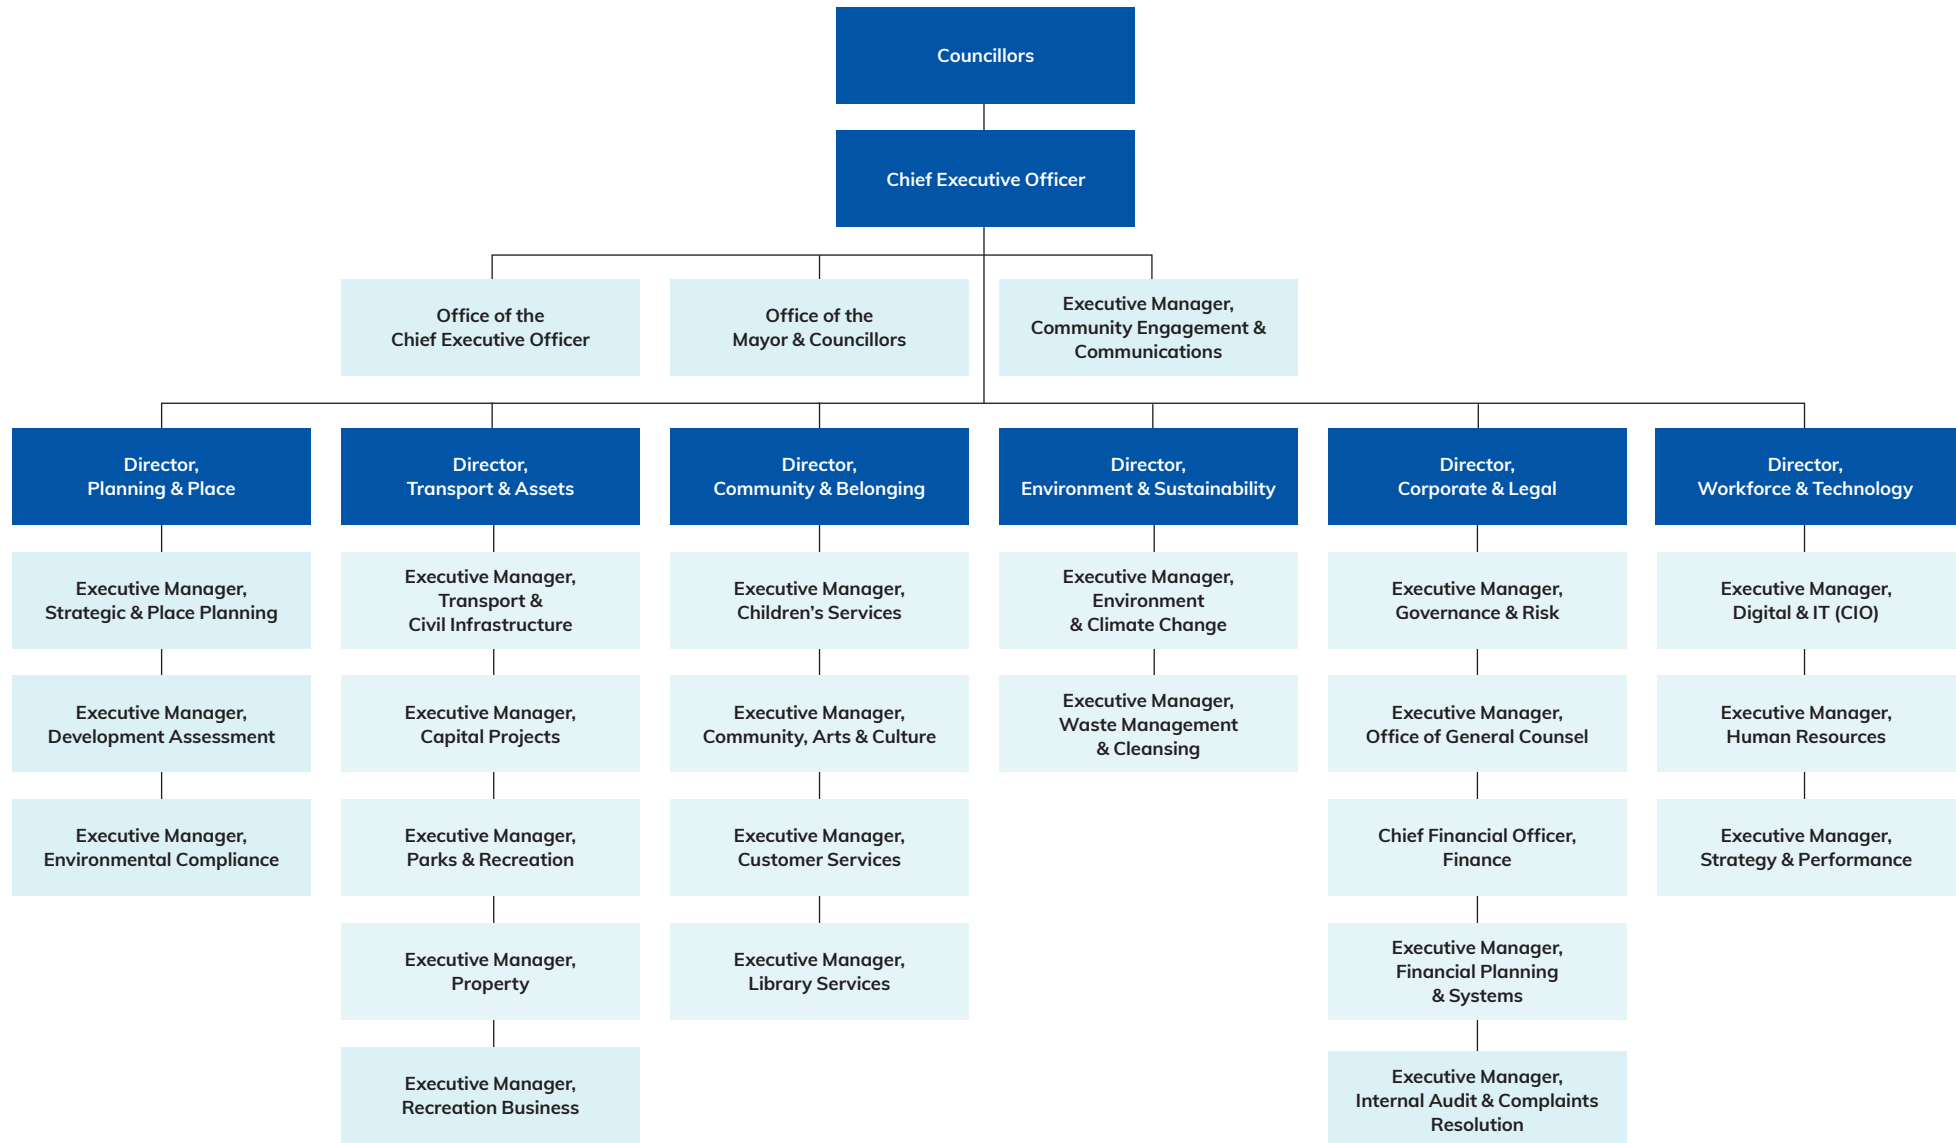 Councillors
Chief Executive Officer
Office of the
Chief Executive Officer
Office of the
Mayor & Councillors
Executive Manager,
Community Engagement &
Communications
Director,
Planning & Place
Executive Manager,
Strategic & Place Planning
Executive Manager,
Development Assessment
Executive Manager,
Environmental Compliance
Director,
Transport & Assets
Executive Manager,
Transport &
Civil Infrastructure
Executive Manager,
Capital Projects
Executive Manager,
Parks & Recreation
Executive Manager,
Property
Executive Manager,
Recreation Business
Director,
Community & Belonging
Executive Manager,
Children’s Services
Executive Manager,
Community, Arts & Culture
Executive Manager,
Customer Services
Executive Manager,
Library Services
Director,
Environment & Sustainability
Executive Manager,
Environment
& Climate Change
Executive Manager,
Waste Management
& Cleansing
Director,
Corporate & Legal
Executive Manager,
Governance & Risk
Executive Manager,
Office of General Counsel
Chief Financial Officer,
Finance
Executive Manager,
Financial Planning
& Systems
Executive Manager,
Internal Audit & Complaints
Resolution
Director,
Workforce & Technology
Executive Manager,
Digital & IT (CIO)
Executive Manager,
Human Resources
Executive Manager,
Strategy & Performance